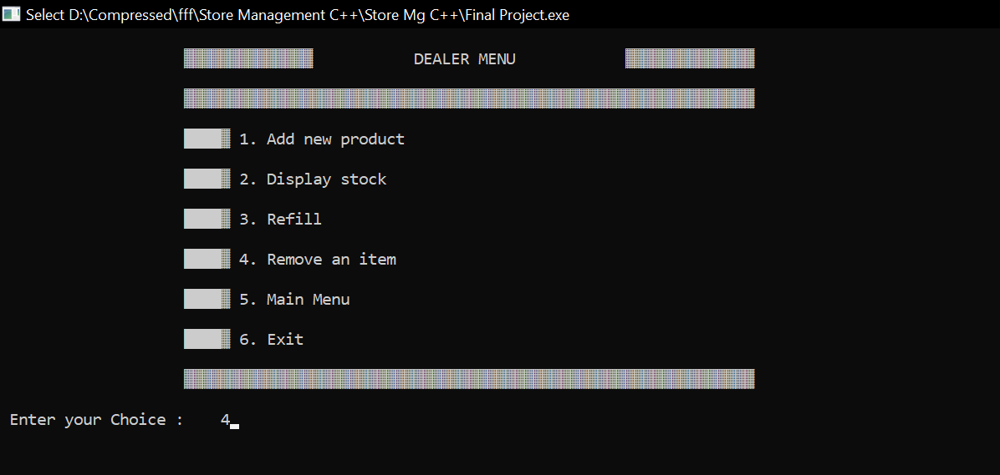 Select D:\Compressed\fff\Store Management C++\Store Mg C++\Final Project.exe
DEALER MENU
1. Add new product
2. Display stock
3. Refill
4. Remove an item
5. Main Menu
6. Exit
Enter your Choice : 4